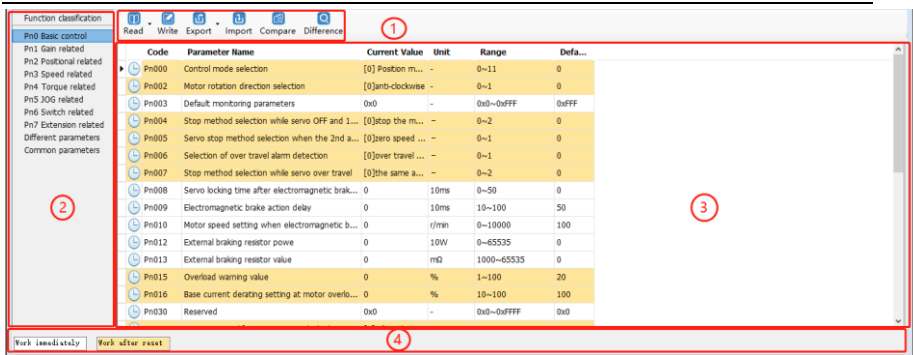 Function classification
Pn0 Basic control
Pn1 Gain related
Pn2 Positional related
Pn3 Speed related
Pn4 Torque related
Pn5 JOG related
Pn6 Switch related
Pn7 Extension related
Different parameters
Common parameters
2
Read Write Export Import Compare Difference
1
Code Parameter Name Current Value Unit Range Defa...
Pn000 Control mode selection [0] Position m... - 0~11 0
Pn002 Motor rotation direction selection [0]anti-clockwise - 0~1 0
Pn003 Default monitoring parameters 0x0 - 0x0~0xFFF 0xFFF
Pn004 Stop method selection while servo OFF and 1... [0]stop the m... - 0~2 0
Pn005 Servo stop method selection when the 2nd a... [0]zero speed ... - 0~1 0
Pn006 Selection of over travel alarm detection [0]over travel ... - 0~1 0
Pn007 Stop method selection while servo over travel [0]the same a... - 0~2 0
Pn008 Servo locking time after electromagnetic brak... 0 10ms 0~50 0
Pn009 Electromagnetic brake action delay 0 10ms 10~100 50
Pn010 Motor speed setting when electromagnetic b... 0 r/min 0~10000 100
Pn012 External braking resistor powe 0 10W 0~65535 0
Pn013 External braking resistor value 0 mΩ 1000~65535 0
Pn015 Overload warning value 0 % 1~100 20
Pn016 Base current derating setting at motor overlo... 0 % 10~100 100
Pn030 Reserved 0x0 - 0x0~0xFFFF 0x0
3
4
Work immediately Work after reset